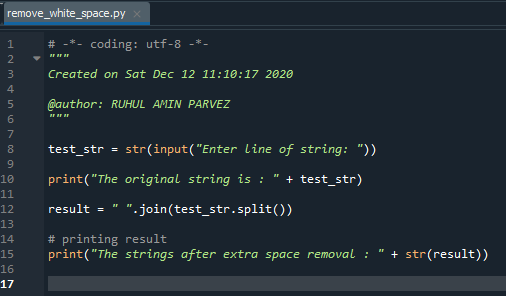 remove_white_space.py
1 # -*- coding: utf-8 -*-
2 """
3 Created on Sat Dec 12 11:10:17 2020
4
5 @author: RUHUL AMIN PARVEZ
6 """
7
8 test_str = str(input("Enter line of string: "))
9
10 print("The original string is : " + test_str)
11
12 result = " ".join(test_str.split())
13
14 # printing result
15 print("The strings after extra space removal : " + str(result))
16
17